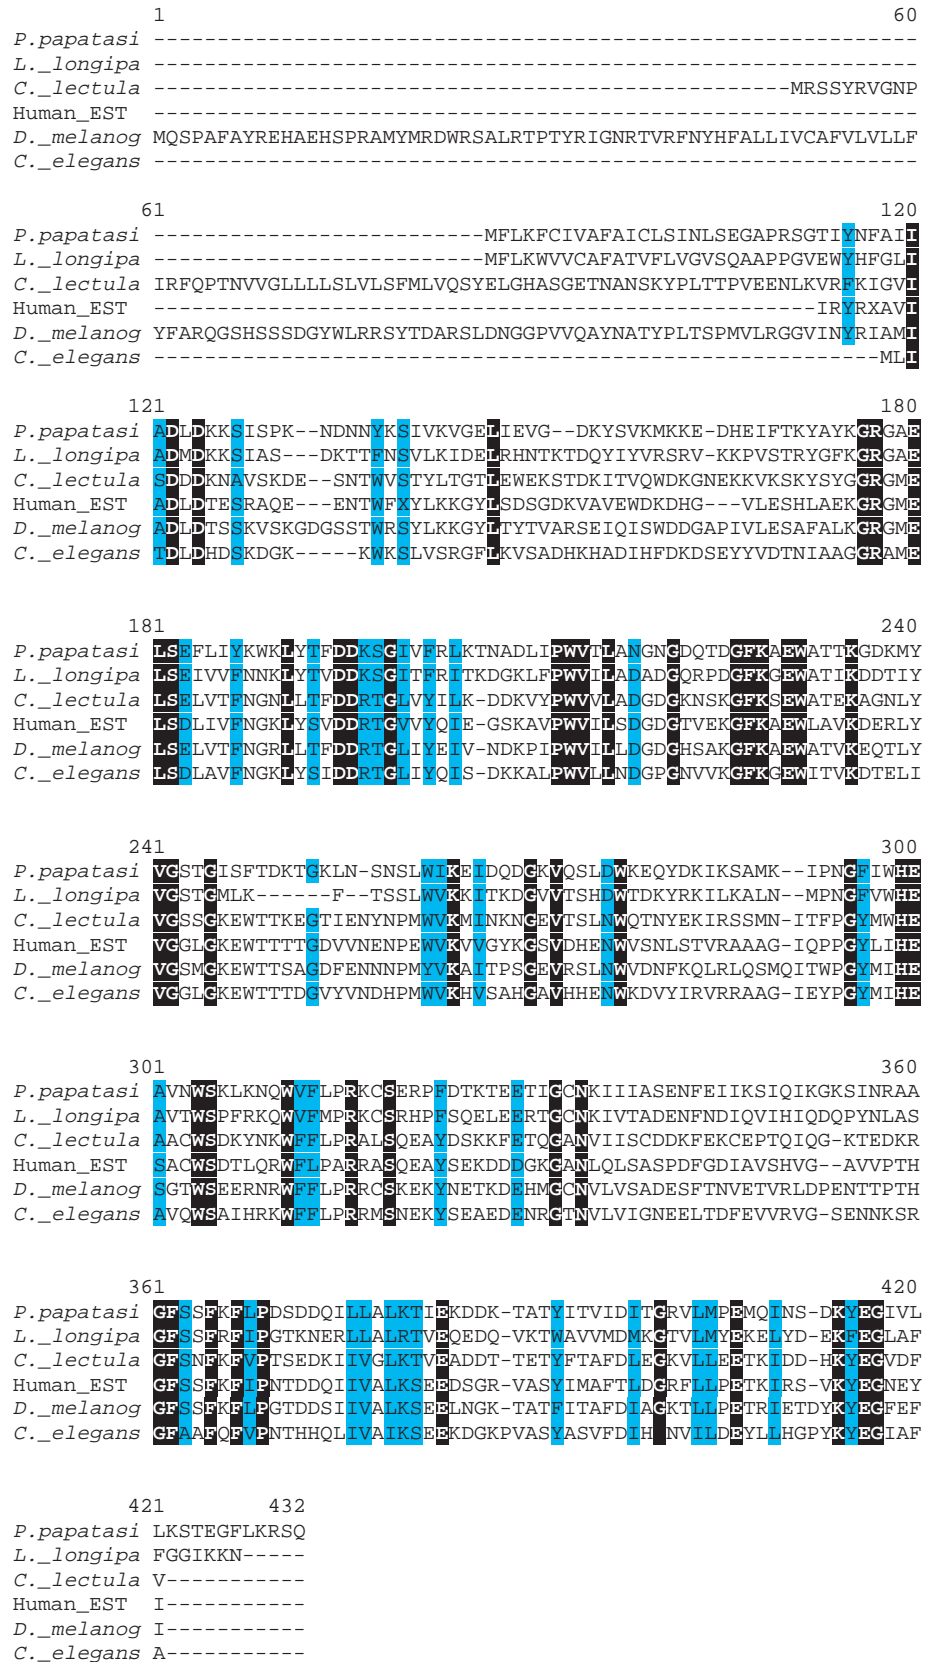 1 60
P.papatasi ------------------------------------------------------------
L._longipa ------------------------------------------------------------
C._lectula --------------------------------------------------MRSSYRVGNP
Human_EST ------------------------------------------------------------
D._melanog MQSPAFAYREHAEHSPRAMYMRDWRSALRTPTYRIGNRTVRFNYHFALLIVCAFVLVLLF
C._elegans ------------------------------------------------------------
61 120
P.papatasi --------------------------MFLKFCIVAFAICLSINLSEGAPRSGTIYNFAII
L._longipa --------------------------MFLKWVVCAFATVFLVGVSQAAPPGVEWYHFGLI
C._lectula IRFQPTNVVGLLLLSLVLSFMLVQSYELGHASGETNANSKYPLTTPVEENLKVRFKIGVI
Human_EST ----------------------------------------------------IRYRXAVI
D._melanog YFARQGSHSSSDGYWLRRSYTDARSLDNGGPVVQAYNATYPLTSPMVLRGGVINYRIAMI
C._elegans ---------------------------------------------------------MLI
121 180
P.papatasi ADLDKKSISPK--NDNNYKSIVKVGELIEVG--DKYSVKMKKE-DHEIFTKYAYKGRGAE
L._longipa ADMDKKSIAS---DKTTFNSVLKIDELRHNTKTDQYIYVRSRV-KKPVSTRYGFKGRGAE
C._lectula SDDDKNAVSKDE--SNTWVSTYLTGTLEWEKSTDKITVQWDKGNEKKVKSKYSYGGRGME
Human_EST ADLDTESRAQE---ENTWFXYLKKGYLSDSGDKVAVEWDKDHG---VLESHLAEKGRGME
D._melanog ADLDTSSKVSKGDGSSTWRSYLKKGYLTYTVARSEIQISWDDGAPIVLESAFALKGRGME
C._elegans TDLDHDSKDGK-----KWKSLVSRGFLKVSADHKHADIHFDKDSEYYVDTNIAAGGRAME
181 240
P.papatasi LSEFLIYKWKLYTFDDKSGIVFRLKTNADLIPWVTLANGNGDQTDGFKAEWATTKGDKMY
L._longipa LSEIVVFNNKLYTVDDKSGITFRITKDGKLFPWVILADADGQRPDGFKGEWATIKDDTIY
C._lectula LSELVTFNGNLLTFDDRTGLVYILK-DDKVYPWVVLADGDGKNSKGFKSEWATEKAGNLY
Human_EST LSDLIVFNGKLYSVDDRTGVVYQIE-GSKAVPWVILSDGDGTVEKGFKAEWLAVKDERLY
D._melanog LSELVTFNGRLLTFDDRTGLIYEIV-NDKPIPWVILLDGDGHSAKGFKAEWATVKEQTLY
C._elegans LSDLAVFNGKLYSIDDRTGLIYQIS-DKKALPWVLLNDGPGNVVKGFKGEWITVKDTELI
241 300
P.papatasi VGSTGISFTDKTGKLN-SNSLWIKEIDQDGKVQSLDWKEQYDKIKSAMK--IPNGFIWHE
L._longipa VGSTGMLK------F--TSSLWVKKITKDGVVTSHDWTDKYRKILKALN--MPNGFVWHE
C._lectula VGSSGKEWTTKEGTIENYNPMWVKMINKNGEVTSLNWQTNYEKIRSSMN-ITFPGYMWHE
Human_EST VGGLGKEWTTTTGDVVNENPEWVKVVGYKGSVDHENWVSNLSTVRAAAG-IQPPGYLIHE
D._melanog VGSMGKEWTTSAGDFENNNPMYVKAITPSGEVRSLNWVDNFKQLRLQSMQITWPGYMIHE
C._elegans VGGLGKEWTTTDGVYVNDHPMWVKHVSAHGAVHHENWKDVYIRVRRAAG-IEYPGYMIHE
301 360
P.papatasi AVNWSKLKNQWVFLPRKCSERPFDTKTEETIGCNKIIIASENFEIIKSIQIKGKSINRAA
L._longipa AVTWSPFRKQWVFMPRKCSRHPFSQELEERTGCNKIVTADENFNDIQVIHIQDQPYNLAS
C._lectula AACWSDKYNKWFFLPRALSQEAYDSKKFETQGANVIISCDDKFEKCEPTQIQG-KTEDKR
Human_EST SACWSDTLQRWFLPARRASQEAYSEKDDDGKGANLQLSASPDFGDIAVSHVG--AVVPTH
D._melanog SGTWSEERNRWFFLPRRCSKEKYNETKDEHMGCNVLVSADESFTNVETVRLDPENTTPTH
C._elegans AVQWSAIHRKWFFLPRRMSNEKYSEAEDENRGTNVLVIGNEELTDFEVVRVG-SENNKSR
361 420
P.papatasi GFSSFKFLPDSDDQILLALKTIEKDDK-TATYITVIDITGRVLMPEMQINS-DKYEGIVL
L._longipa GFSSFRFIPGTKNERLLALRTVEQEDQ-VKTWAVVMDMKGTVLMYEKELYD-EKFEGLAF
C._lectula GFSNFKFVPTSEDKIIVGLKTVEADDT-TETYFTAFDLEGKVLLEETKIDD-HKYEGVDF
Human_EST GFSSFKFIPNTDDQIIVALKSEEDSGR-VASYIMAFTLDGRFLLPETKIRS-VKYEGNEY
D._melanog GFSSFKFLPGTDDSIIVALKSEELNGK-TATFITAFDIAGKTLLPETRIETDYKYEGFEF
C._elegans GFAAFQFVPNTHHQLIVAIKSEEKDGKPVASYASVFDIH NVILDEYLLHGPYKYEGIAF
421 432
P.papatasi LKSTEGFLKRSQ
L._longipa FGGIKKN-----
C._lectula V-----------
Human_EST I-----------
D._melanog I-----------
C._elegans A-----------